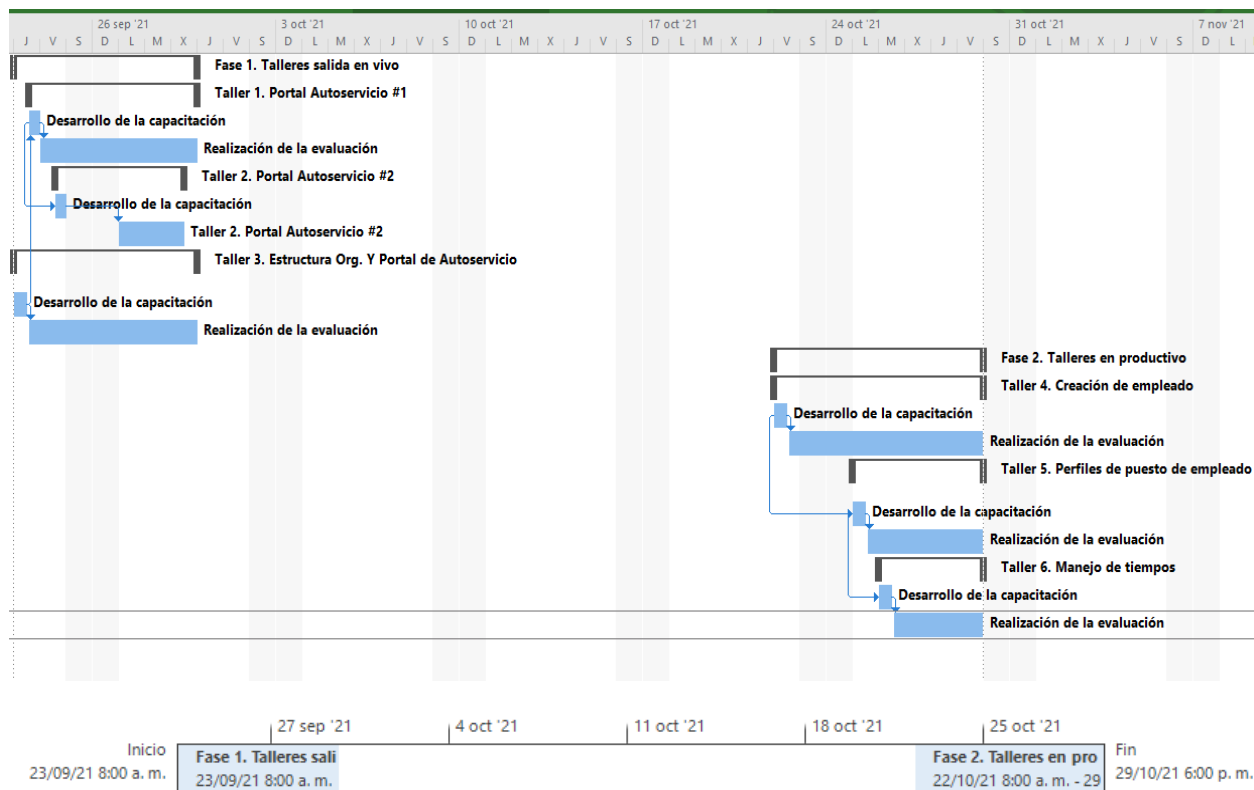 26 sep '21 3 oct '21 10 oct '21 17 oct '21 24 oct '21 31 oct '21 7 nov '21
J V S D L M X J V S D L M X J V S D L M X J V S D L M X J V S D L M X J V S D L M X J V S D L
Fase 1. Talleres salida en vivo
Taller 1. Portal Autoservicio #1
Desarrollo de la capacitación
Realización de la evaluación
Taller 2. Portal Autoservicio #2
Desarrollo de la capacitación
Taller 2. Portal Autoservicio #2
Taller 3. Estructura Org. Y Portal de Autoservicio
Desarrollo de la capacitación
Realización de la evaluación
Fase 2. Talleres en productivo
Taller 4. Creación de empleado
Desarrollo de la capacitación
Realización de la evaluación
Taller 5. Perfiles de puesto de empleado
Desarrollo de la capacitación
Realización de la evaluación
Taller 6. Manejo de tiempos
Desarrollo de la capacitación
Realización de la evaluación
27 sep '21 4 oct '21 11 oct '21 18 oct '21 25 oct '21
Inicio
23/09/21 8:00 a. m.
Fase 1. Talleres sali
23/09/21 8:00 a. m.
Fase 2. Talleres en pro
22/10/21 8:00 a. m. - 29
Fin
29/10/21 6:00 p. m.